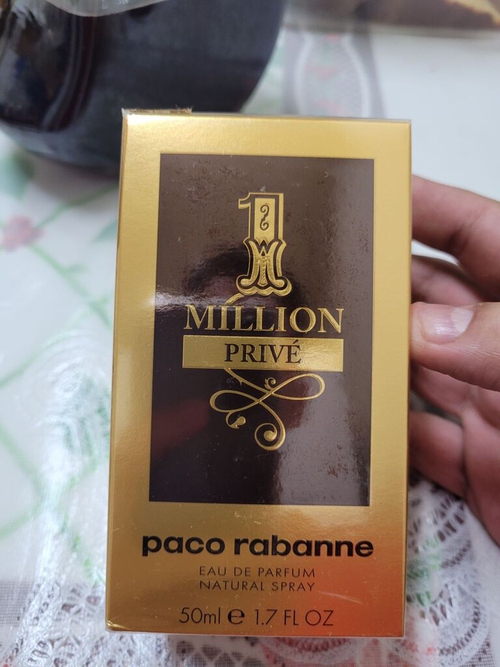 1
M
MILLION
PRIVÉ
paco rabanne
EAU DE PARFUM
NATURAL SPRAY
50ml ℮ 1.7 FL OZ